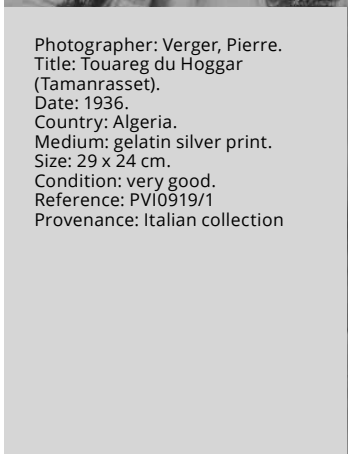 Photographer: Verger, Pierre.
Title: Touareg du Hoggar
(Tamanrasset).
Date: 1936.
Country: Algeria.
Medium: gelatin silver print.
Size: 29 x 24 cm.
Condition: very good.
Reference: PVI0919/1
Provenance: Italian collection